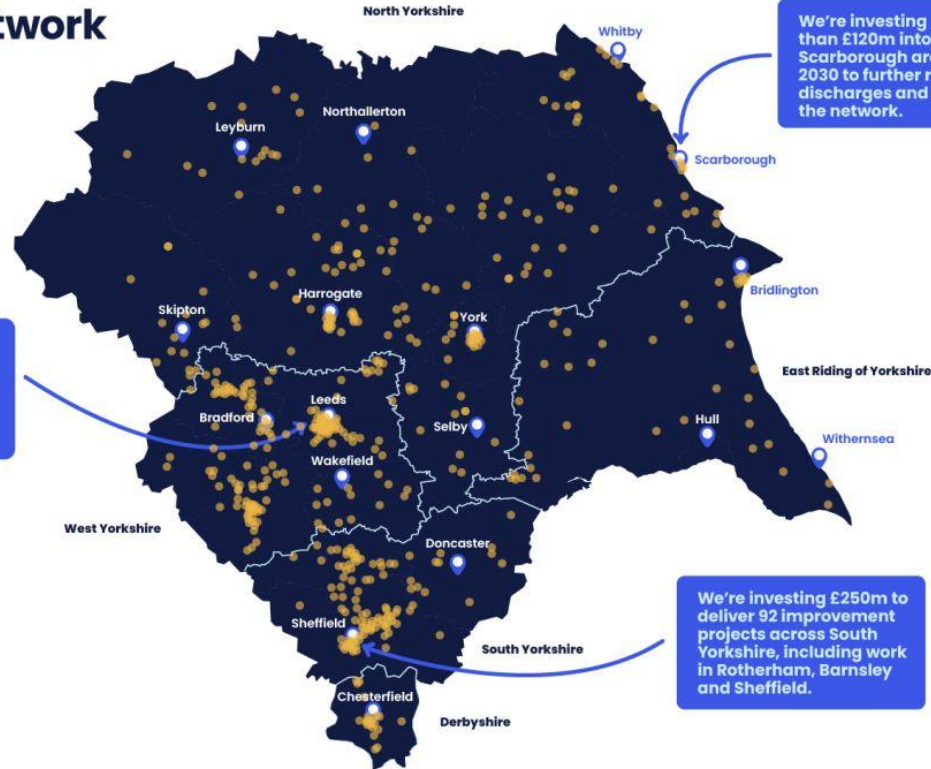 twork
North Yorkshire
Whitby
We're investing
than £120m into
Scarborough
2030 to further
discharges and
the network.
Northallerton
Leyburn
Scarborough
Bridlington
Harrogate
Skipton
York
East Riding of Yorkshire
Leeds
Bradford
Selby
Hull
Withernsea
Wakefield
West Yorkshire
Doncaster
We're investing £250m to
deliver 92 improvement
projects across South
Yorkshire, including work
in Rotherham, Barnsley
and Sheffield.
Sheffield
South Yorkshire
Chesterfield
Derbyshire